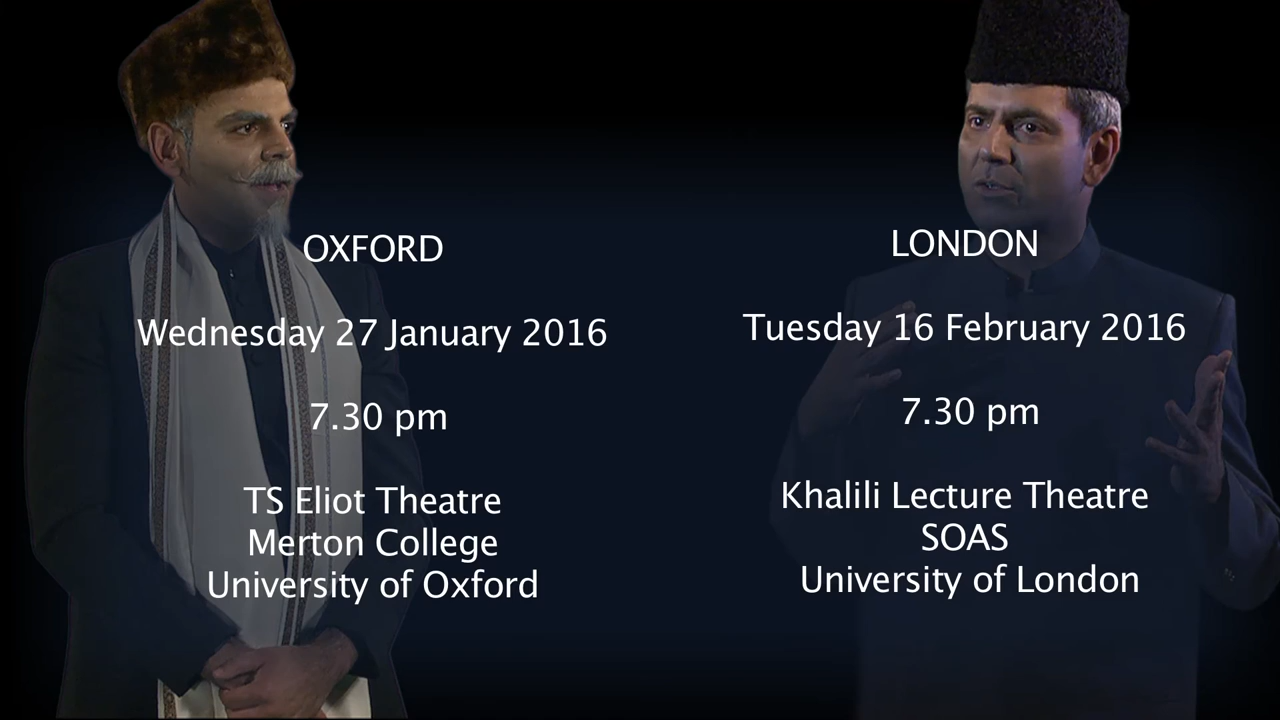 OXFORD
Wednesday 27 January 2016
7.30 pm
TS Eliot Theatre
Merton College
University of Oxford
LONDON
Tuesday 16 February 2016
7.30 pm
Khalili Lecture Theatre
SOAS
University of London